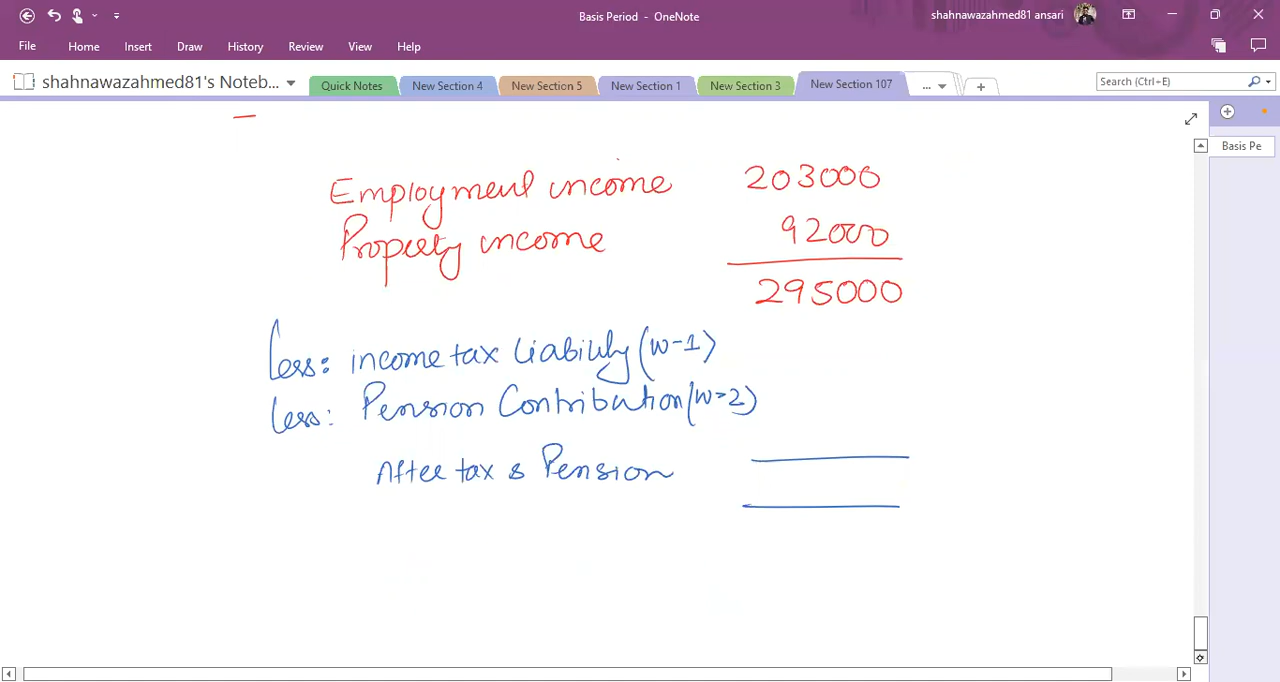 Basis Period - OneNote
shahnawazahmed81 ansari
File Home Insert Draw History Review View Help
shahnawazahmed81's Noteb...
Quick Notes New Section 4 New Section 5 New Section 1 New Section 3 New Section 107 ...
Search (Ctrl+E)
Basis Pe
Employment income 203000
Property income 92000
295000
Less: income tax Liability (W-1)
Less: Pension Contribution (W=2)
After tax & Pension